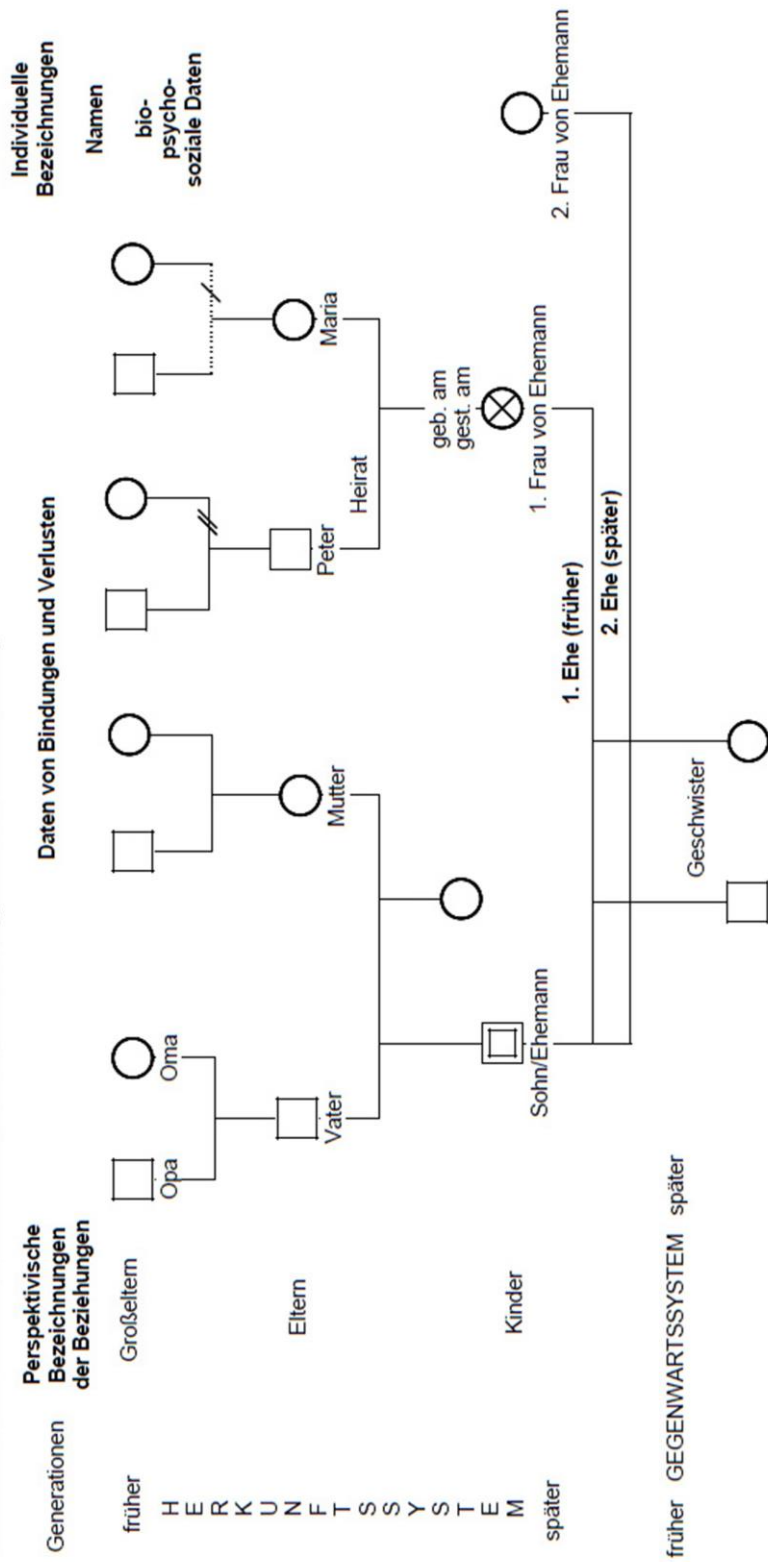 Generationen
Perspektivische
Bezeichnungen
der Beziehungen
Daten von Bindungen und Verlusten
Individuelle
Bezeichnungen
Namen
bio-
psycho-
soziale Daten
früher
Großeltern
Opa
Oma
H
E
R
K
U
N
F
T
S
S
Y
S
T
E
M
Eltern
Vater
Mutter
Peter
Heirat
Maria
geb. am
gest. am
Kinder
Sohn/Ehemann
1. Frau von Ehemann
2. Frau von Ehemann
später
1. Ehe (früher)
2. Ehe (später)
früher GEGENWARTSSYSTEM später
Geschwister